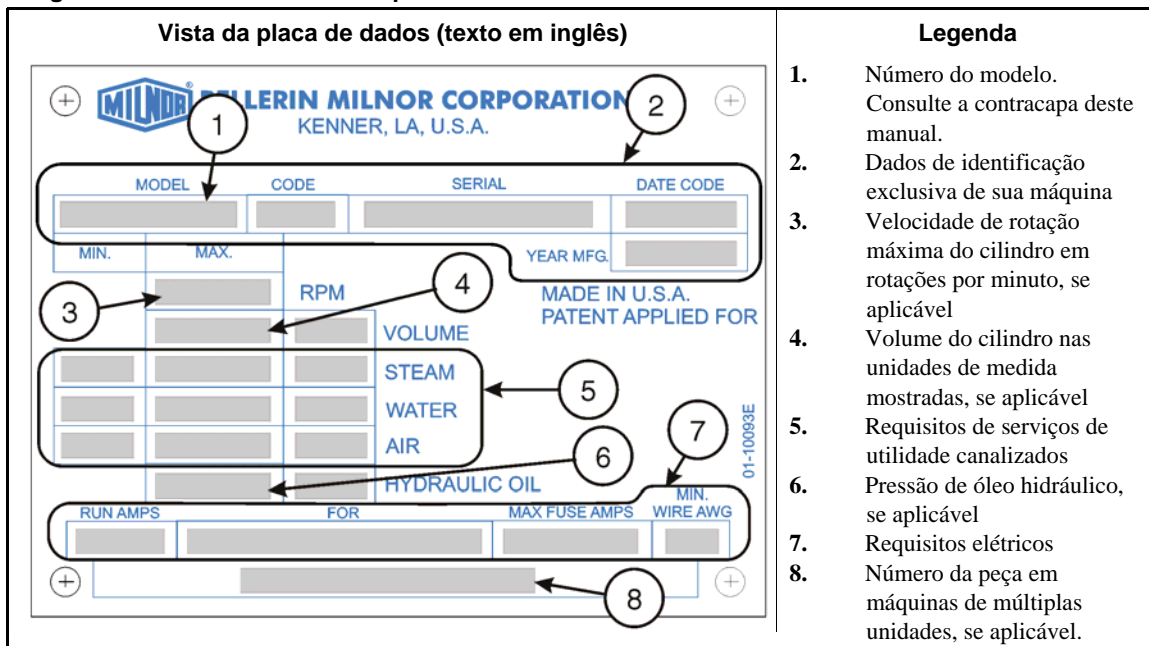 Vista da placa de dados (texto em inglês)
MILNOR®
PELLERIN MILNOR CORPORATION
KENNER, LA, U.S.A.
1
2
MODEL CODE SERIAL DATE CODE
MIN. MAX. YEAR MFG.
3
RPM
4
MADE IN U.S.A.
PATENT APPLIED FOR
VOLUME
STEAM
5
WATER
AIR
6
7
01-10093E
HYDRAULIC OIL
RUN AMPS FOR MAX FUSE AMPS MIN.
WIRE AWG
8
Legenda
1. Número do modelo.
Consulte a contracapa deste
manual.
2. Dados de identificação
exclusiva de sua máquina
3. Velocidade de rotação
máxima do cilindro em
rotações por minuto, se
aplicável
4. Volume do cilindro nas
unidades de medida
mostradas, se aplicável
5. Requisitos de serviços de
utilidade canalizados
6. Pressão de óleo hidráulico,
se aplicável
7. Requisitos elétricos
8. Número da peça em
máquinas de múltiplas
unidades, se aplicável.